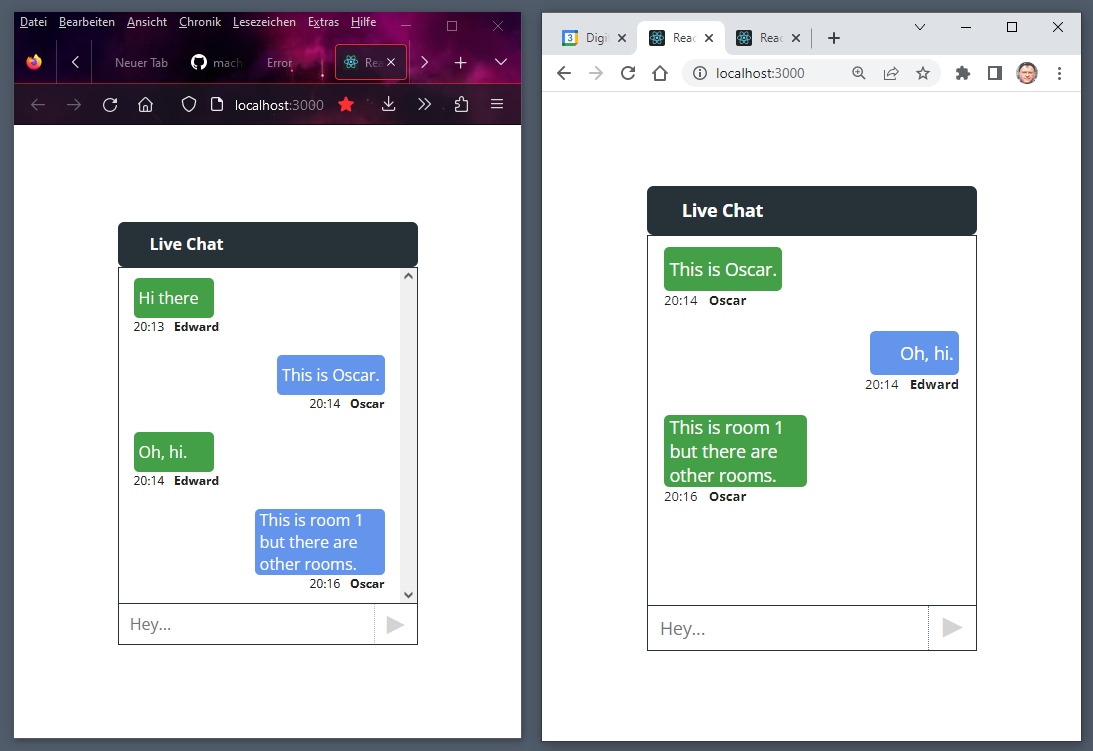 Datei Bearbeiten Ansicht Chronik Lesezeichen Extras Hilfe
Neuer Tab mach Error Rea
localhost:3000
Live Chat
Hi there
20:13 Edward
This is Oscar.
20:14 Oscar
Oh, hi.
20:14 Edward
This is room 1
but there are
other rooms.
20:16 Oscar
Hey...
3 Digi Reac Reac
localhost:3000
Live Chat
This is Oscar.
20:14 Oscar
Oh, hi.
20:14 Edward
This is room 1
but there are
other rooms.
20:16 Oscar
Hey...